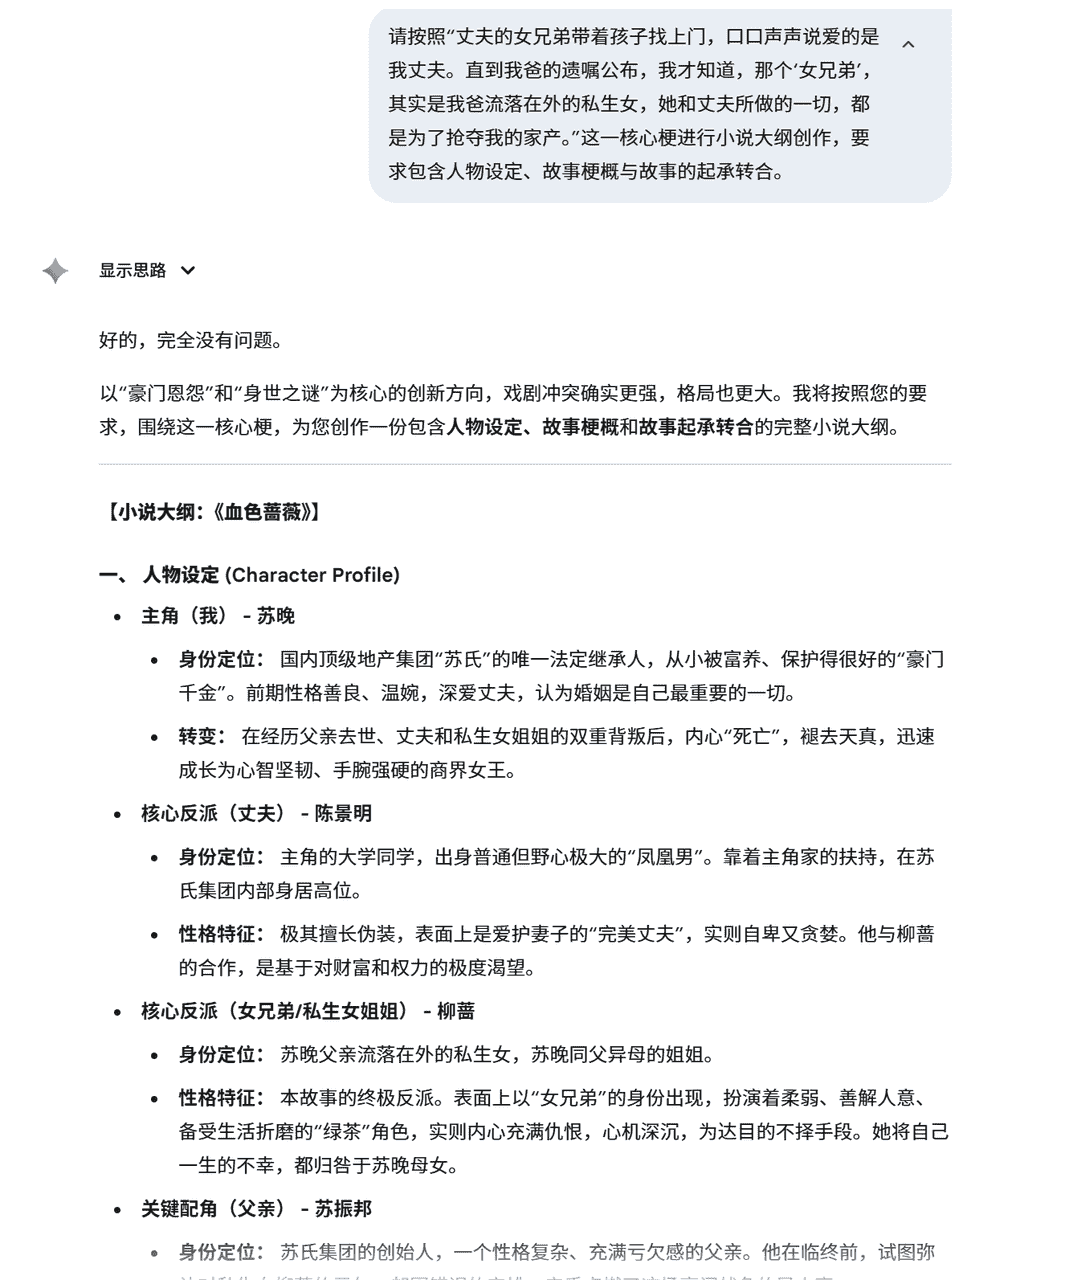 请按照“丈夫的女兄弟带着孩子找上门，口口声声说爱的是
我丈夫。直到我爸的遗嘱公布，我才知道，那个‘女兄弟’，
其实是我爸流落在外的私生女，她和丈夫所做的一切，都
是为了抢夺我的家产。”这一核心梗进行小说大纲创作，要
求包含人物设定、故事梗概与故事的起承转合。
显示思路
好的，完全没有问题。
以“豪门恩怨”和“身世之谜”为核心的创新方向，戏剧冲突确实更强，格局也更大。我将按照您的要
求，围绕这一核心梗，为您创作一份包含人物设定、故事梗概和故事起承转合的完整小说大纲。
【小说大纲：《血色蔷薇》】
一、 人物设定 (Character Profile)
• 主角（我） - 苏晚
• 身份定位： 国内顶级地产集团“苏氏”的唯一法定继承人，从小被富养、保护得很好的“豪门
千金”。前期性格善良、温婉，深爱丈夫，认为婚姻是自己最重要的一切。
• 转变： 在经历父亲去世、丈夫和私生女姐姐的双重背叛后，内心“死亡”，褪去天真，迅速
成长为心智坚韧、手腕强硬的商界女王。
• 核心反派（丈夫） - 陈景明
• 身份定位： 主角的大学同学，出身普通但野心极大的“凤凰男”。靠着主角家的扶持，在苏
氏集团内部身居高位。
• 性格特征： 极其擅长伪装，表面上是爱护妻子的“完美丈夫”，实则自卑又贪婪。他与柳蔷
的合作，是基于对财富和权力的极度渴望。
• 核心反派（女兄弟/私生女姐姐） - 柳蔷
• 身份定位： 苏晚父亲流落在外的私生女，苏晚同父异母的姐姐。
• 性格特征： 本故事的终极反派。表面上以“女兄弟”的身份出现，扮演着柔弱、善解人意、
备受生活折磨的“绿茶”角色，实则内心充满仇恨，心机深沉，为达目的不择手段。她将自己
一生的不幸，都归咎于苏晚母女。
• 关键配角（父亲） - 苏振邦
• 身份定位： 苏氏集团的创始人，一个性格复杂、充满亏欠感的父亲。他在临终前，试图弥